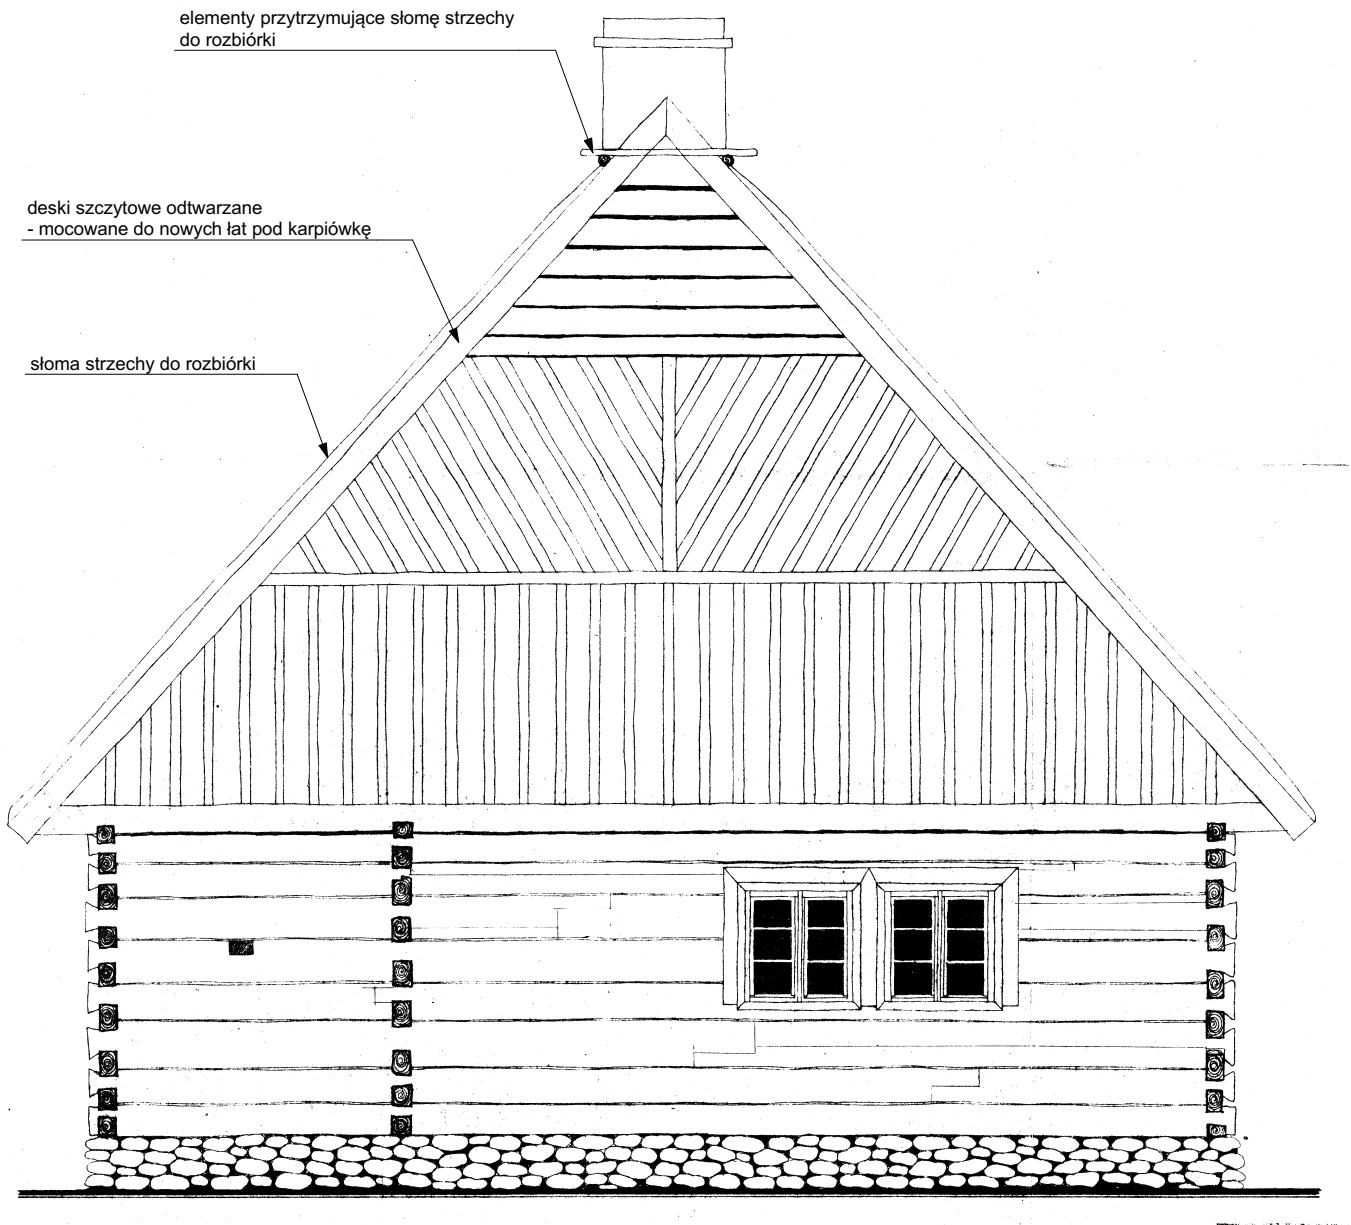 elementy przytrzymujące słomę strzechy
do rozbiórki
deski szczytowe odtwarzane
- mocowane do nowych łat pod karpiówkę
słoma strzechy do rozbiórki